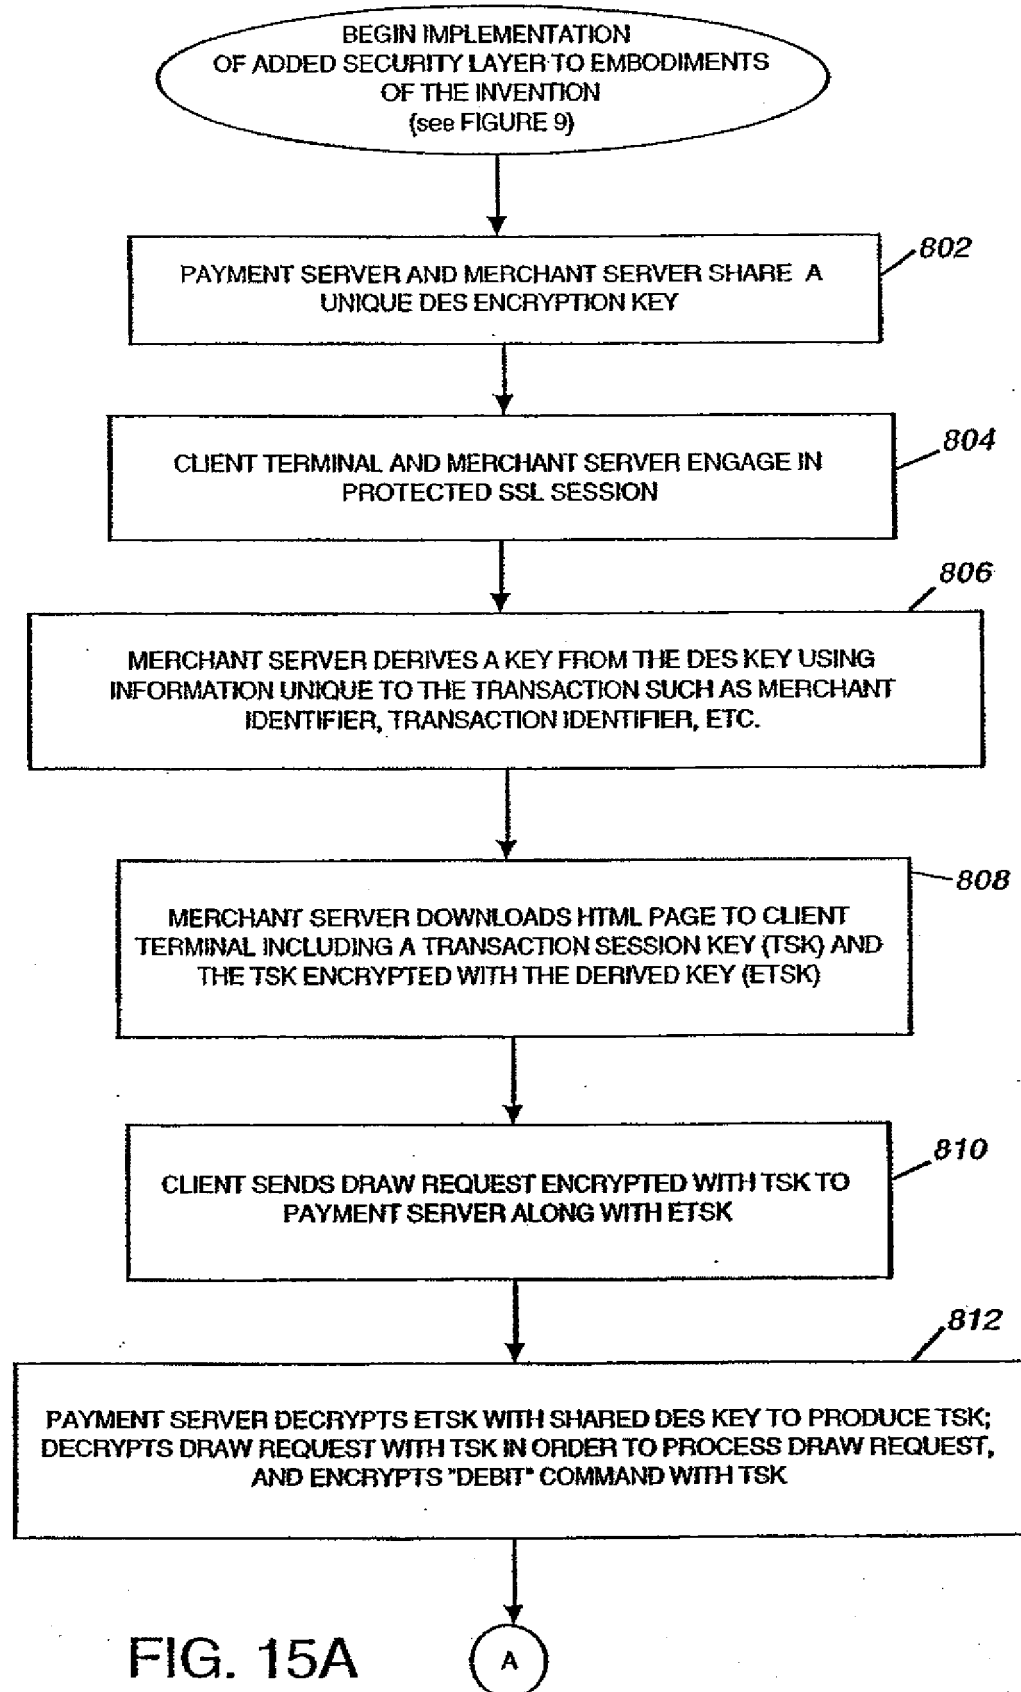 BEGIN IMPLEMENTATION
OF ADDED SECURITY LAYER TO EMBODIMENTS
OF THE INVENTION
(see FIGURE 9)
802
PAYMENT SERVER AND MERCHANT SERVER SHARE A
UNIQUE DES ENCRYPTION KEY
804
CLIENT TERMINAL AND MERCHANT SERVER ENGAGE IN
PROTECTED SSL SESSION
806
MERCHANT SERVER DERIVES A KEY FROM THE DES KEY USING
INFORMATION UNIQUE TO THE TRANSACTION SUCH AS MERCHANT
IDENTIFIER, TRANSACTION IDENTIFIER, ETC.
808
MERCHANT SERVER DOWNLOADS HTML PAGE TO CLIENT
TERMINAL INCLUDING A TRANSACTION SESSION KEY (TSK) AND
THE TSK ENCRYPTED WITH THE DERIVED KEY (ETSK)
810
CLIENT SENDS DRAW REQUEST ENCRYPTED WITH TSK TO
PAYMENT SERVER ALONG WITH ETSK
812
PAYMENT SERVER DECRYPTS ETSK WITH SHARED DES KEY TO PRODUCE TSK;
DECRYPTS DRAW REQUEST WITH TSK IN ORDER TO PROCESS DRAW REQUEST,
AND ENCRYPTS "DEBIT" COMMAND WITH TSK
FIG. 15A
A